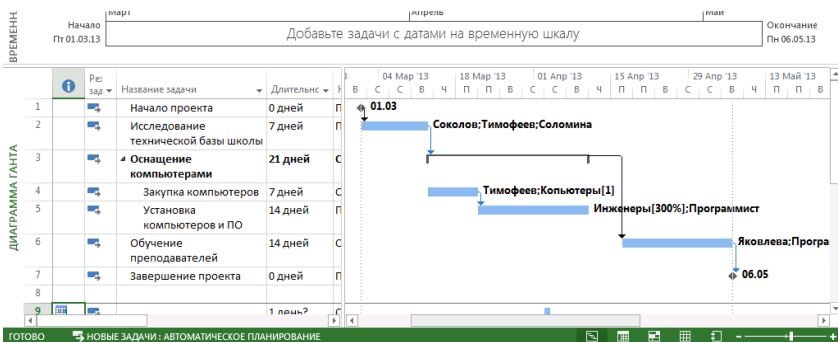 ВРЕМЕНН.
Март
Апрель
Май
Начало
Пт 01.03.13
Добавьте задачи с датами на временную шкалу
Окончание
Пн 06.05.13
ДИАГРАММА ГАНТА
Ре:
зад
Название задачи
Длительнс
04 Мар '13
18 Мар '13
01 Апр '13
15 Апр '13
29 Апр '13
13 Май '13
В С С В Ч П П В С С В Ч П П В С С В Ч П П В
1 Начало проекта 0 дней П 01.03
2 Исследование технической базы школы 7 дней П Соколов;Тимофеев;Соломина
3 Оснащение компьютерами 21 дней С
4 Закупка компьютеров 7 дней С Тимофеев;Копьютеры[1]
5 Установка компьютеров и ПО 14 дней П Инженеры[300%];Программист
6 Обучение преподавателей 14 дней С Яковлева;Програ
7 Завершение проекта 0 дней П 06.05
8
9 1 день? С
ГОТОВО
НОВЫЕ ЗАДАЧИ : АВТОМАТИЧЕСКОЕ ПЛАНИРОВАНИЕ